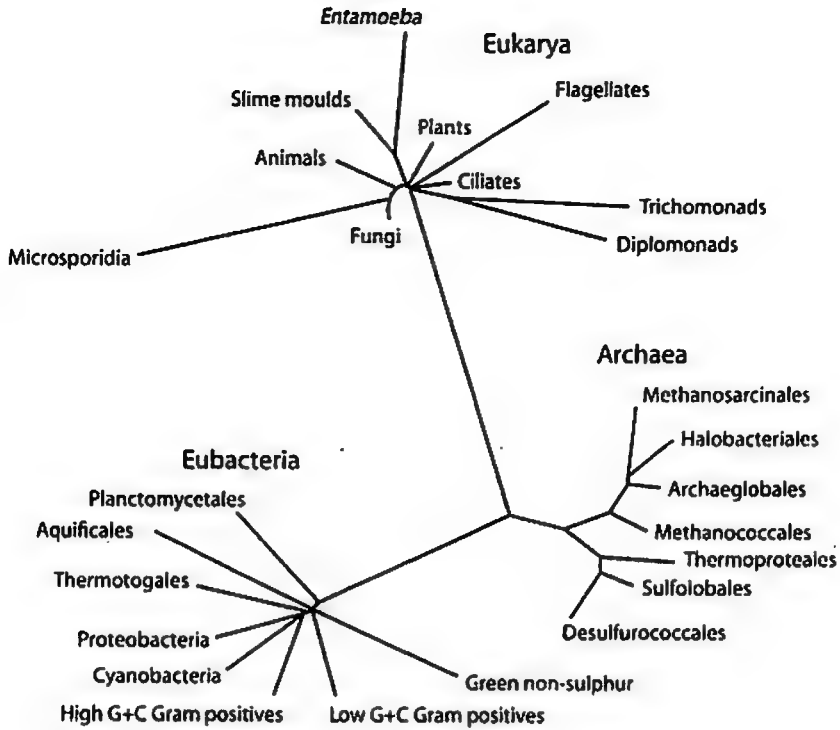 Entamoeba
Eukarya
Flagellates
Slime moulds
Plants
Animals
Ciliates
Trichomonads
Fungi
Diplomonads
Microsporidia
Archaea
Methanosarcinales
Halobacteriales
Eubacteria
Archaeglobales
Planctomycetales
Aquificales
Methanococcales
Thermoproteales
Thermotogales
Sulfolobales
Desulfurococcales
Proteobacteria
Cyanobacteria
Green non-sulphur
High G+C Gram positives
Low G+C Gram positives